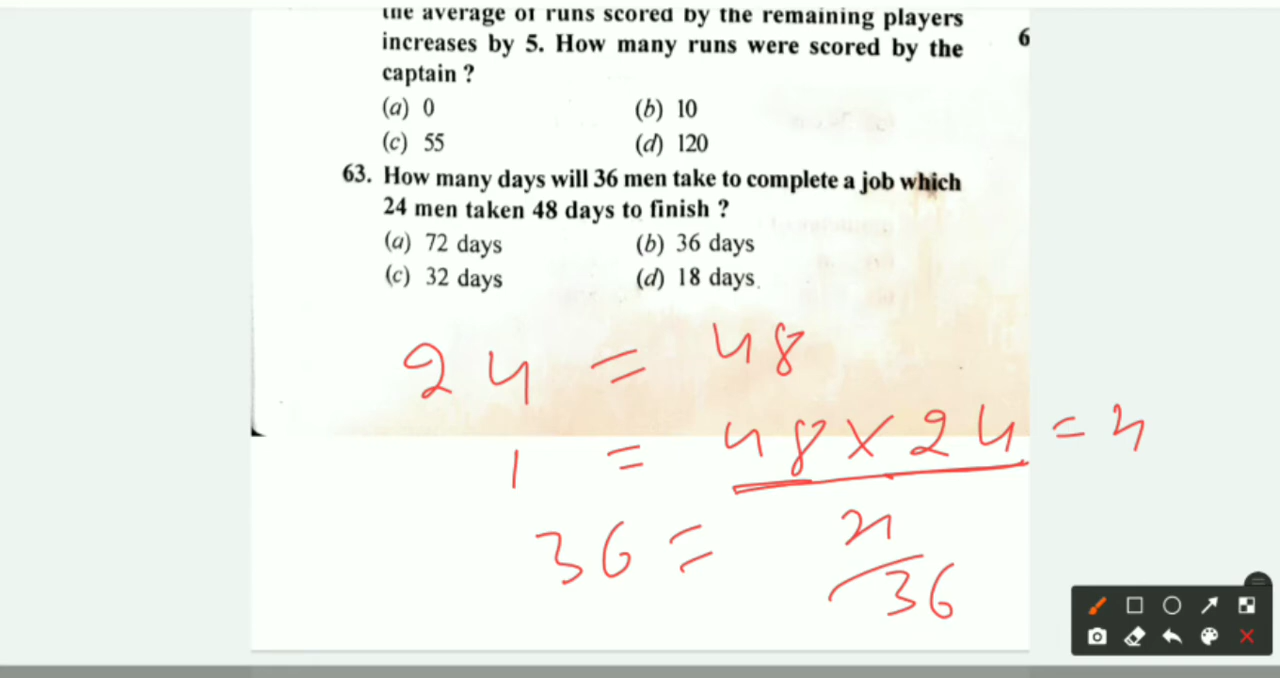 the average of runs scored by the remaining players
increases by 5. How many runs were scored by the
captain ?
(a) 0 (b) 10
(c) 55 (d) 120
6
63. How many days will 36 men take to complete a job which
24 men taken 48 days to finish ?
(a) 72 days (b) 36 days
(c) 32 days (d) 18 days.
24 = 48
1 = 48 × 24 = x
36 = x
36